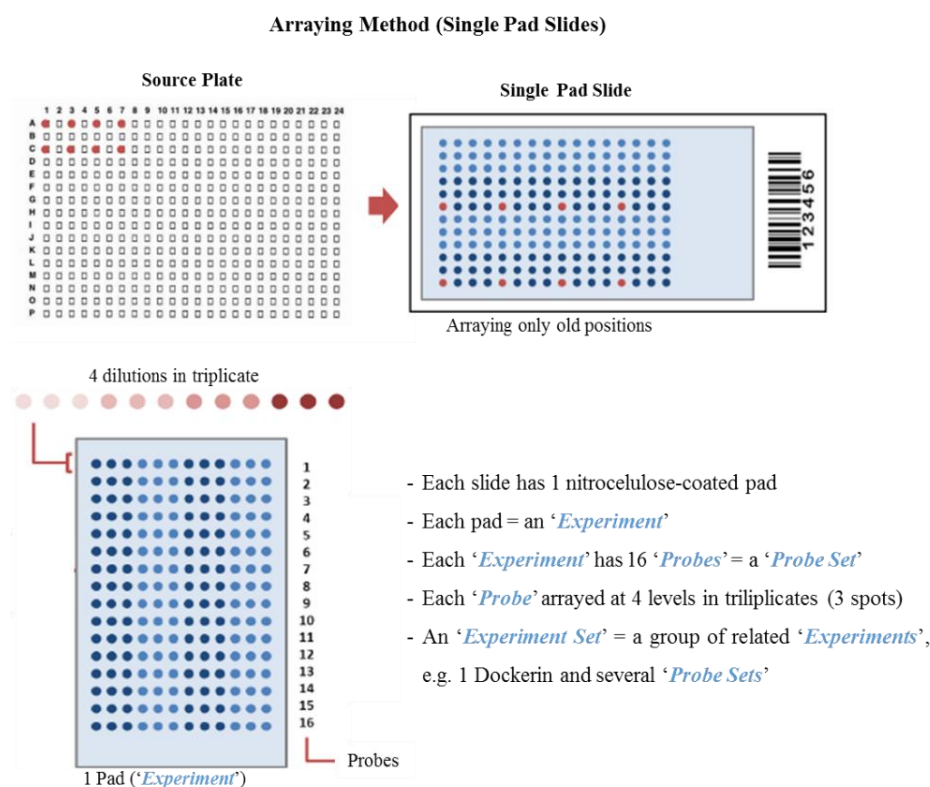 Arraying Method (Single Pad Slides)
Source Plate
1 2 3 4 5 6 7 8 9 10 11 12 13 14 15 16 17 18 19 20 21 22 23 24
A
B
C
D
E
F
G
H
I
J
K
L
M
N
O
P
Single Pad Slide
123456
Arraying only old positions
4 dilutions in triplicate
1
2
3
4
5
6
7
8
9
10
11
12
13
14
15
16
Probes
1 Pad (‘Experiment’)
- Each slide has 1 nitrocelulose-coated pad
- Each pad = an ‘Experiment’
- Each ‘Experiment’ has 16 ‘Probes’ = a ‘Probe Set’
- Each ‘Probe’ arrayed at 4 levels in triliplicates (3 spots)
- An ‘Experiment Set’ = a group of related ‘Experiments’,
e.g. 1 Dockerin and several ‘Probe Sets’